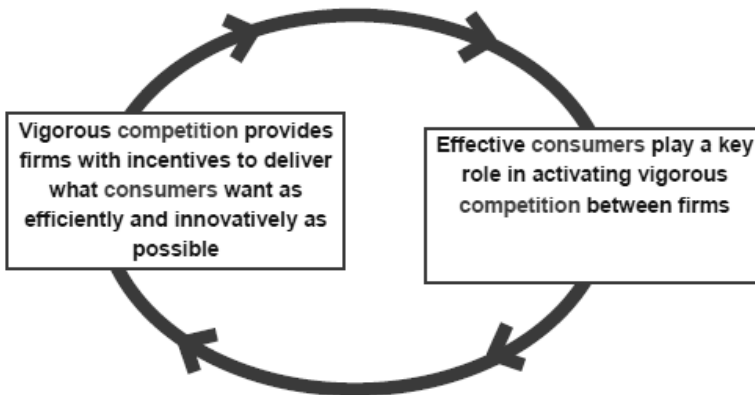 Vigorous competition provides
firms with incentives to deliver
what consumers want as
efficiently and innovatively as
possible
Effective consumers play a key
role in activating vigorous
competition between firms